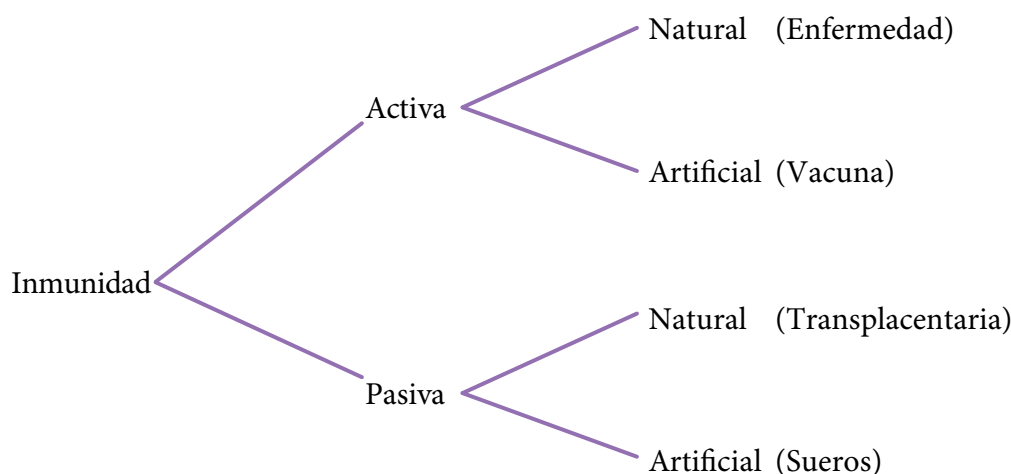 Natural (Enfermedad)
Activa
Artificial (Vacuna)
Inmunidad
Natural (Transplacentaria)
Pasiva
Artificial (Sueros)